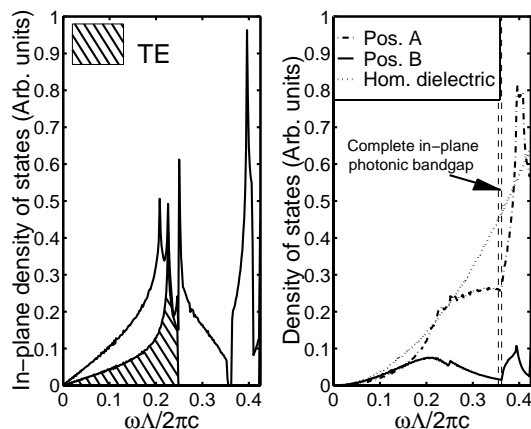 In−plane density of states (Arb. units)
1
0.9
0.8
0.7
0.6
0.5
0.4
0.3
0.2
0.1
0
TE
0 0.1 0.2 0.3 0.4
ωΛ/2πc
Density of states (Arb. units)
1
0.9
0.8
0.7
0.6
0.5
0.4
0.3
0.2
0.1
0
Pos. A
Pos. B
Hom. dielectric
Complete in−plane
photonic bandgap
0 0.1 0.2 0.3 0.4
ωΛ/2πc